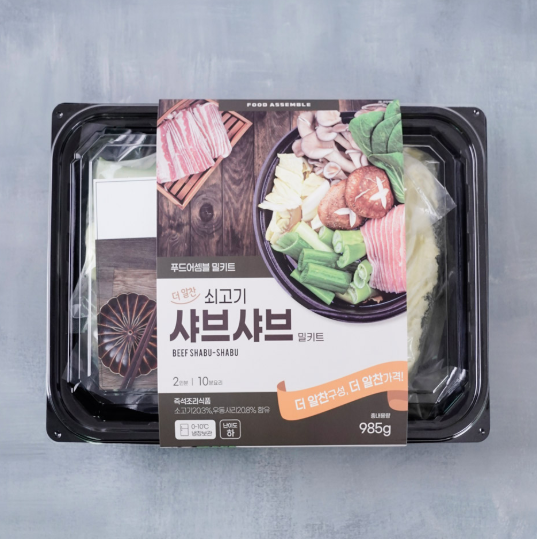 FOOD ASSEMBLE
푸드어셈블 밀키트
더 알찬 쇠고기
샤브샤브 밀키트
BEEF SHABU-SHABU
2인분 | 10분요리
더 알찬구성, 더 알찬가격!
즉석조리식품
쇠고기20.3%,우동사리20.8% 함유
0-10℃ 냉장보관
난이도 하
총내용량
985g